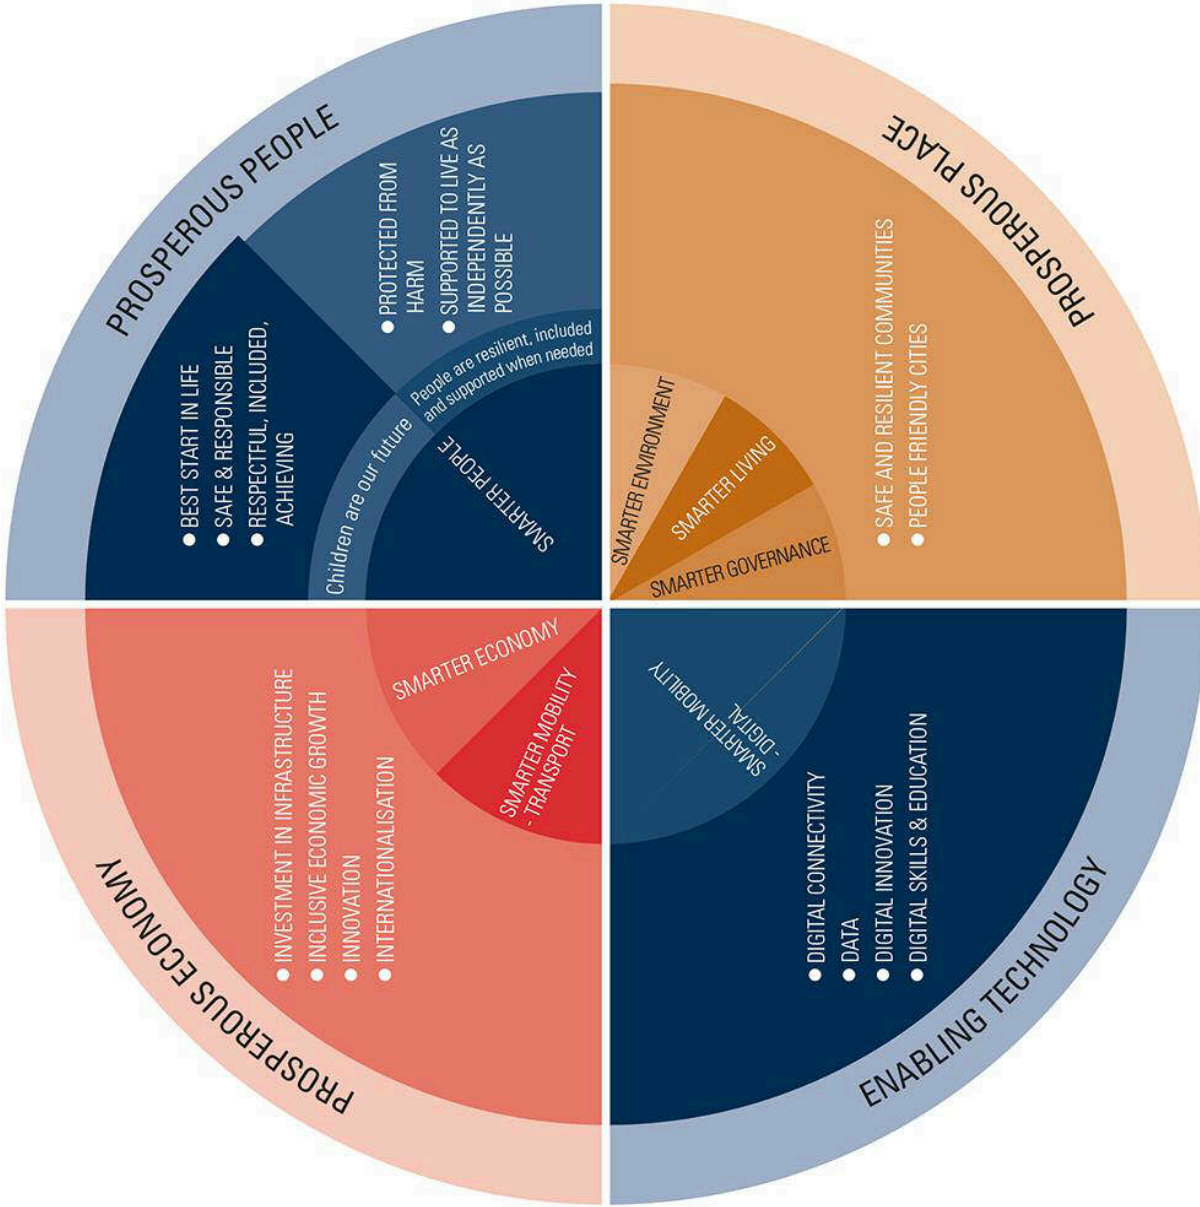 PROSPEROUS ECONOMY
● INVESTMENT IN INFRASTRUCTURE
● INCLUSIVE ECONOMIC GROWTH
● INNOVATION
● INTERNATIONALISATION
SMARTER ECONOMY
SMARTER MOBILITY
- TRANSPORT
PROSPEROUS PEOPLE
● BEST START IN LIFE
● SAFE & RESPONSIBLE
● RESPECTFUL, INCLUDED,
ACHIEVING
● PROTECTED FROM
HARM
● SUPPORTED TO LIVE AS
INDEPENDENTLY AS
POSSIBLE
Children are our future
People are resilient, included
and supported when needed
SMARTER PEOPLE
ENABLING TECHNOLOGY
● DIGITAL CONNECTIVITY
● DATA
● DIGITAL INNOVATION
● DIGITAL SKILLS & EDUCATION
SMARTER MOBILITY
- DIGITAL
PROSPEROUS PLACE
SMARTER ENVIRONMENT
SMARTER LIVING
SMARTER GOVERNANCE
● SAFE AND RESILIENT COMMUNITIES
● PEOPLE FRIENDLY CITIES